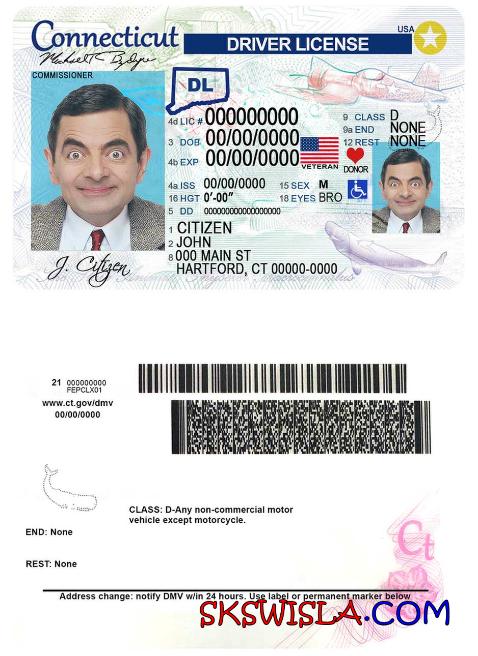 Connecticut
DRIVER LICENSE
USA
COMMISSIONER
DL
4d LIC # 000000000
3 DOB 00/00/0000
4b EXP 00/00/0000
9 CLASS D
9a END NONE
12 REST NONE
VETERAN
DONOR
4a ISS 00/00/0000
15 SEX M
16 HGT 0'-00"
18 EYES BRO
5 DD 0000000000000000
1 CITIZEN
2 JOHN
8 000 MAIN ST
HARTFORD, CT 00000-0000
J. Citizen
21 000000000
FEPCLX01
www.ct.gov/dmv
00/00/0000
CLASS: D-Any non-commercial motor
vehicle except motorcycle.
END: None
REST: None
Ct
Address change: notify DMV w/in 24 hours. Use label or permanent marker below
SKSWISLA.COM